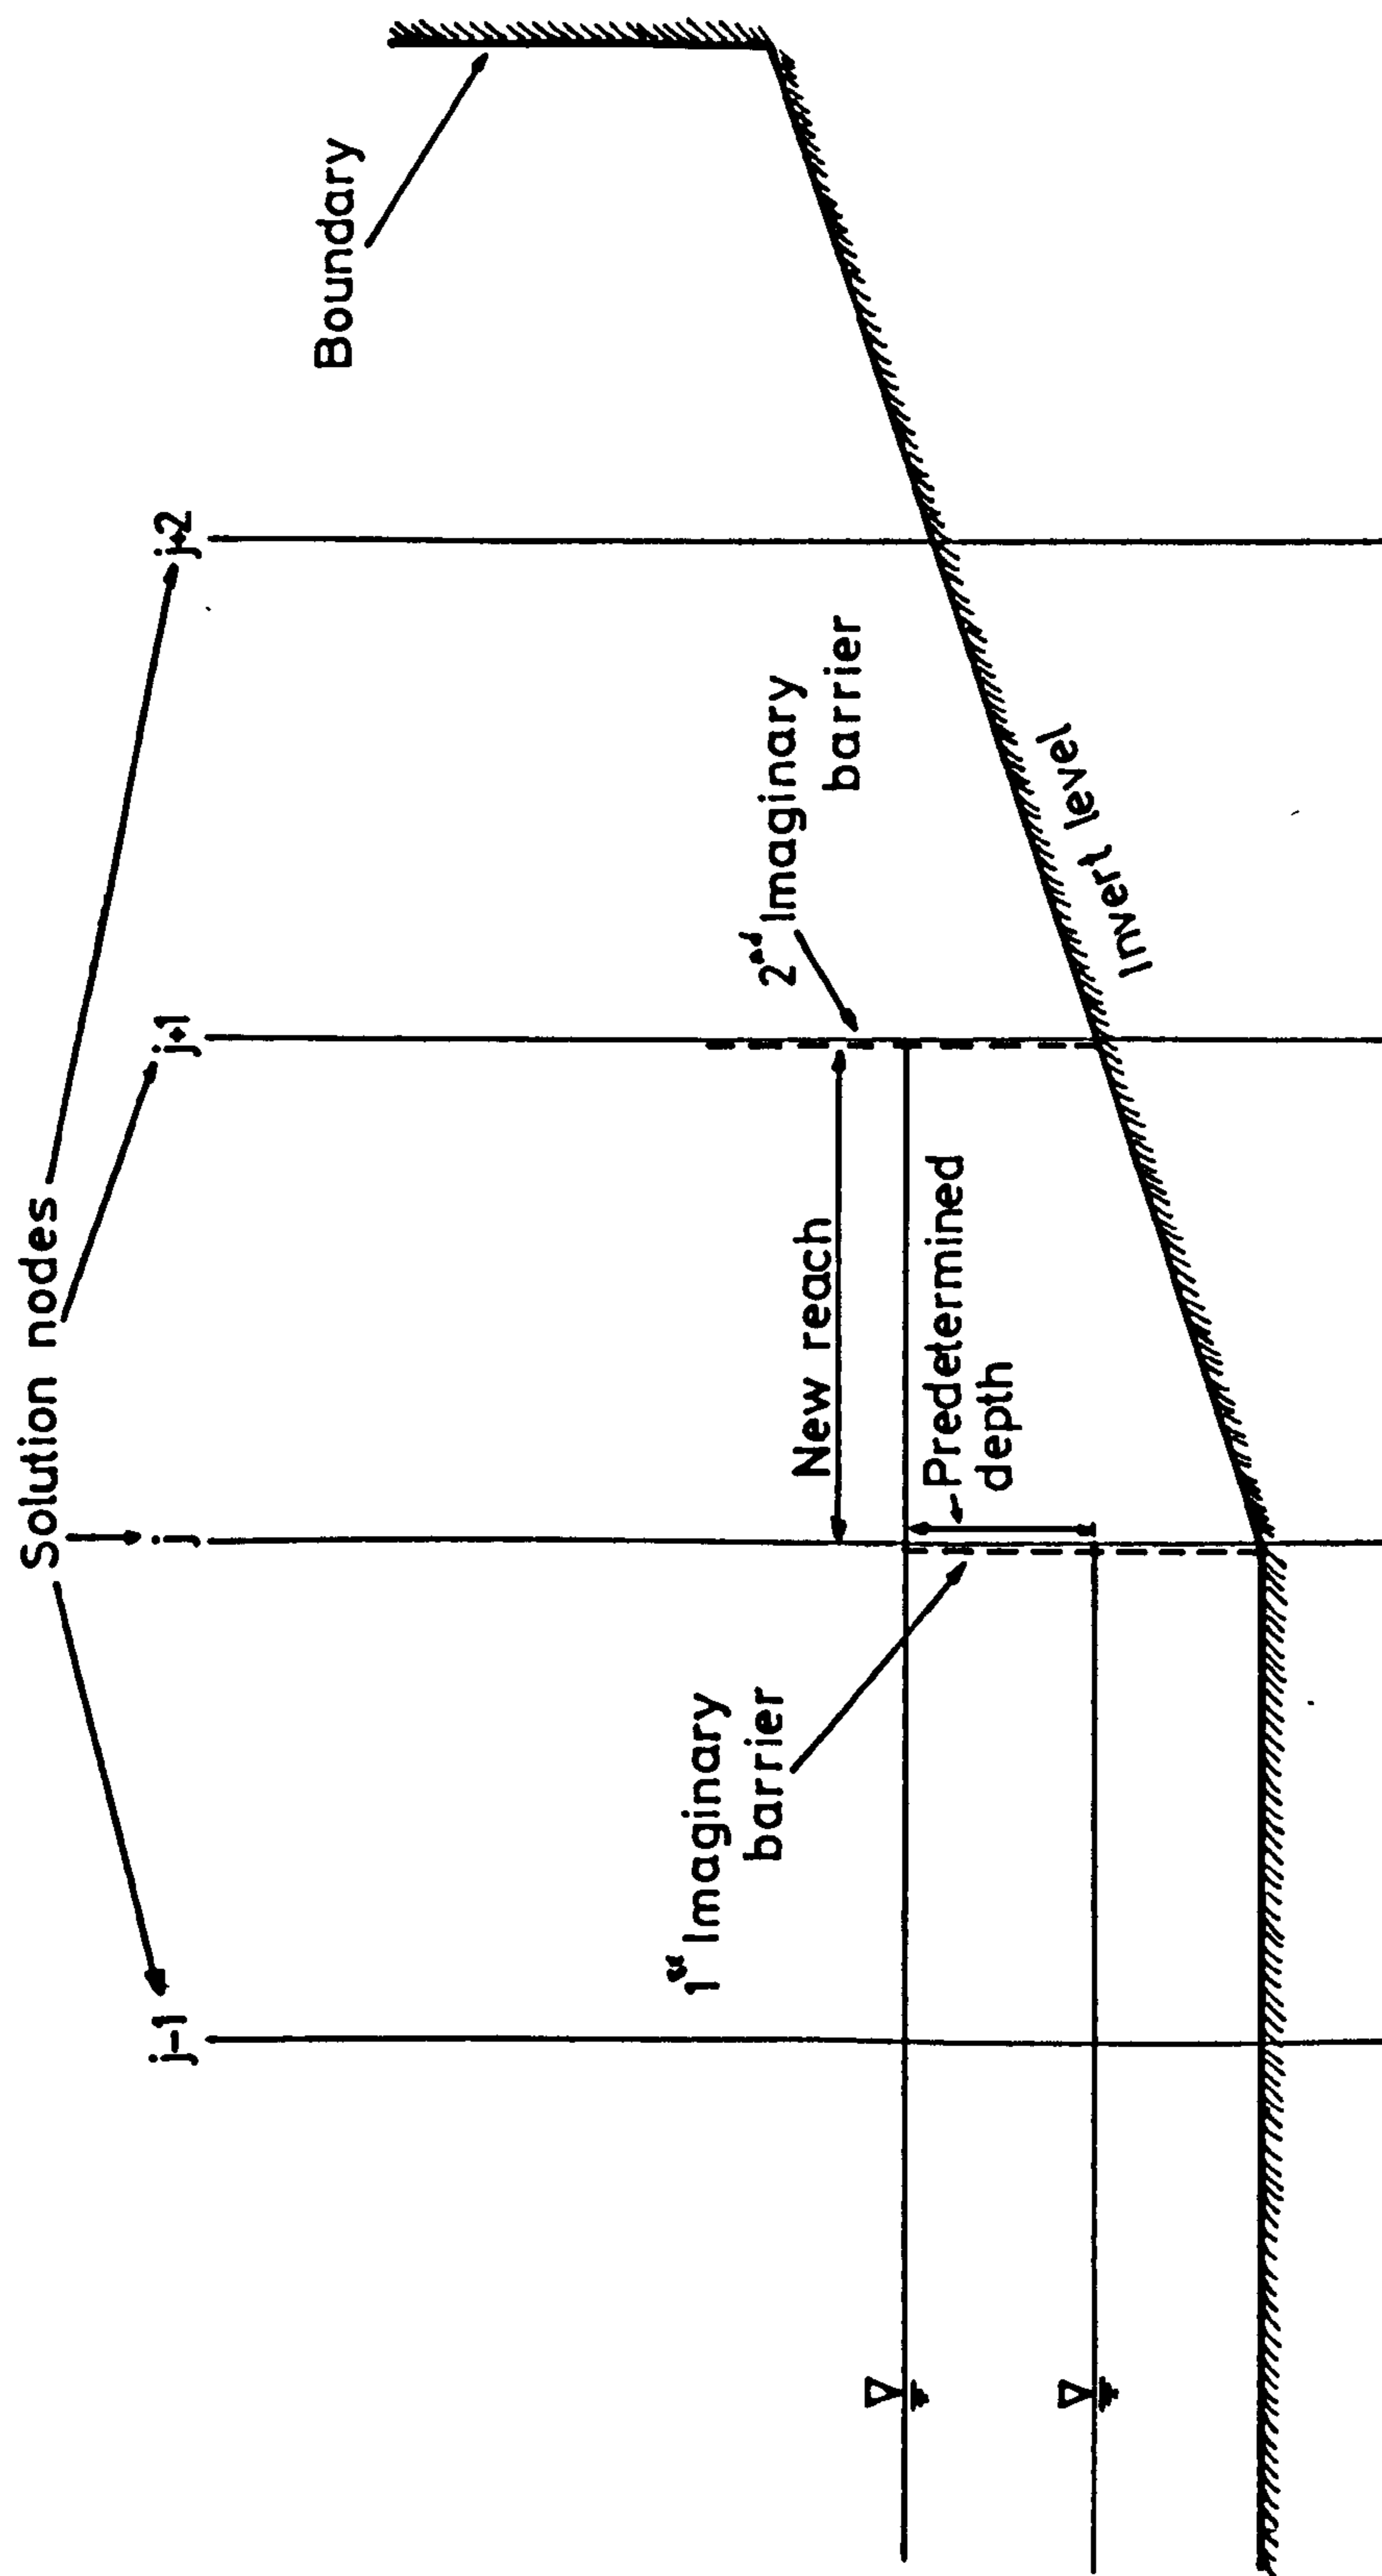 Solution nodes
j-1
j
j+1
j+2
Boundary
1st Imaginary
barrier
2nd Imaginary
barrier
New reach
Predetermined
depth
Invert level